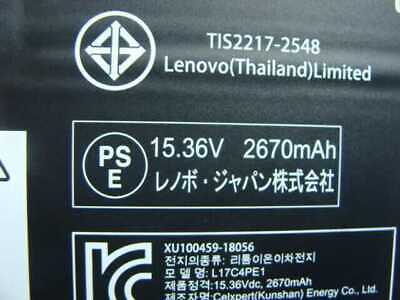 TIS2217-2548
Lenovo(Thailand)Limited
PS
E
15.36V 2670mAh
レノボ・ジャパン株式会社
XU100459-18056
전지의종류: 리튬이온이차전지
모델 명: L17C4PE1
정격:15.36Vdc, 2670mAh
Celxpert(Kunshan) Energy Co., Ltd.